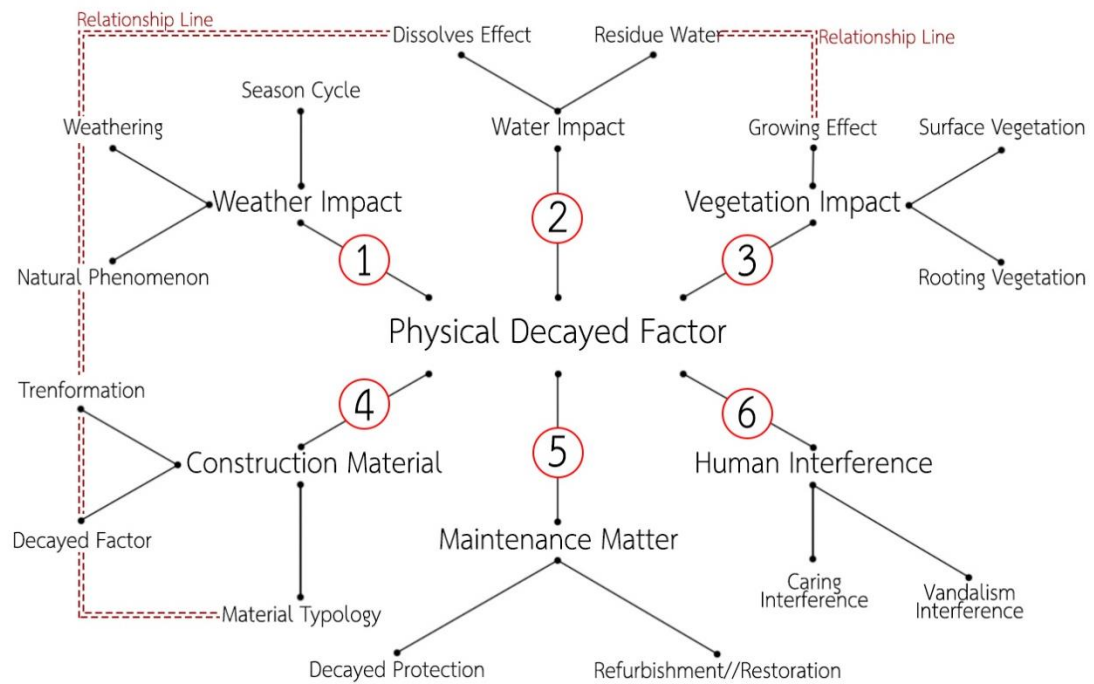 Relationship Line
Dissolves Effect
Residue Water
Relationship Line
Season Cycle
Weathering
Water Impact
Growing Effect
Surface Vegetation
Weather Impact
2
Vegetation Impact
1
3
Natural Phenomenon
Rooting Vegetation
Physical Decayed Factor
Trenformation
4
6
5
Construction Material
Human Interference
Decayed Factor
Maintenance Matter
Caring
Interference
Vandalism
Interference
Material Typology
Decayed Protection
Refurbishment//Restoration